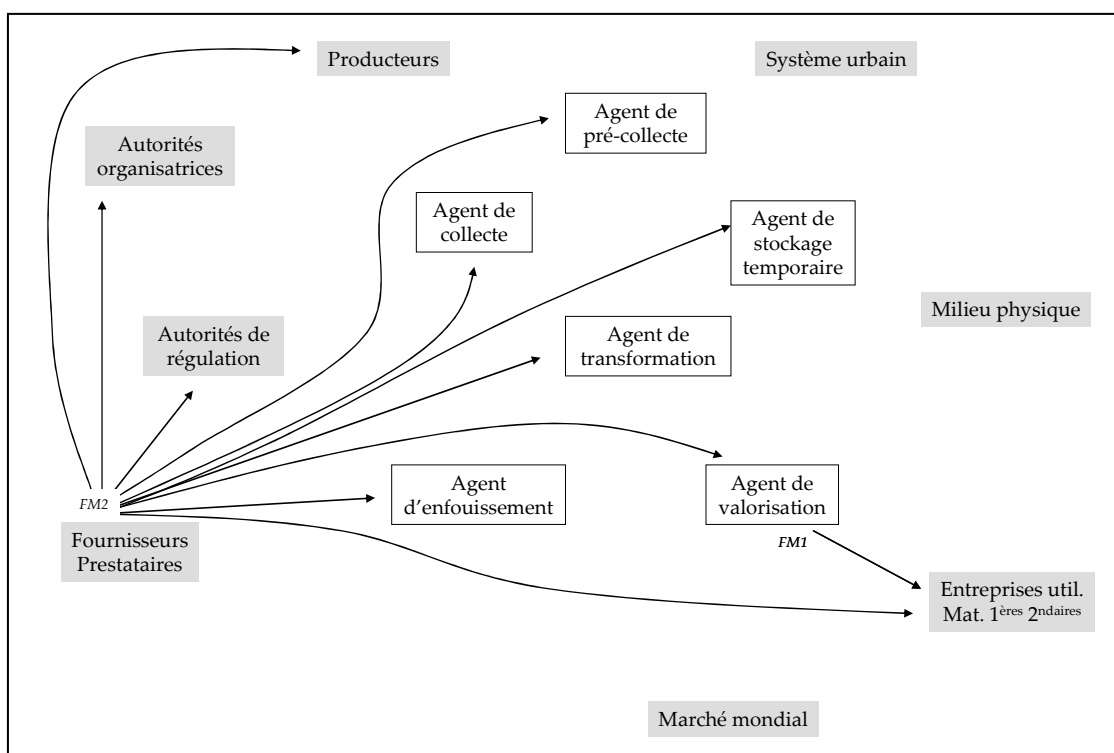 Producteurs
Système urbain
Agent de
pré-collecte
Autorités
organisatrices
Agent de
collecte
Agent de
stockage
temporaire
Milieu physique
Autorités de
régulation
Agent de
transformation
FM2
Agent
d'enfouissement
Agent de
valorisation
Fournisseurs
Prestataires
FM1
Entreprises util.
Mat. 1ères 2ndaires
Marché mondial